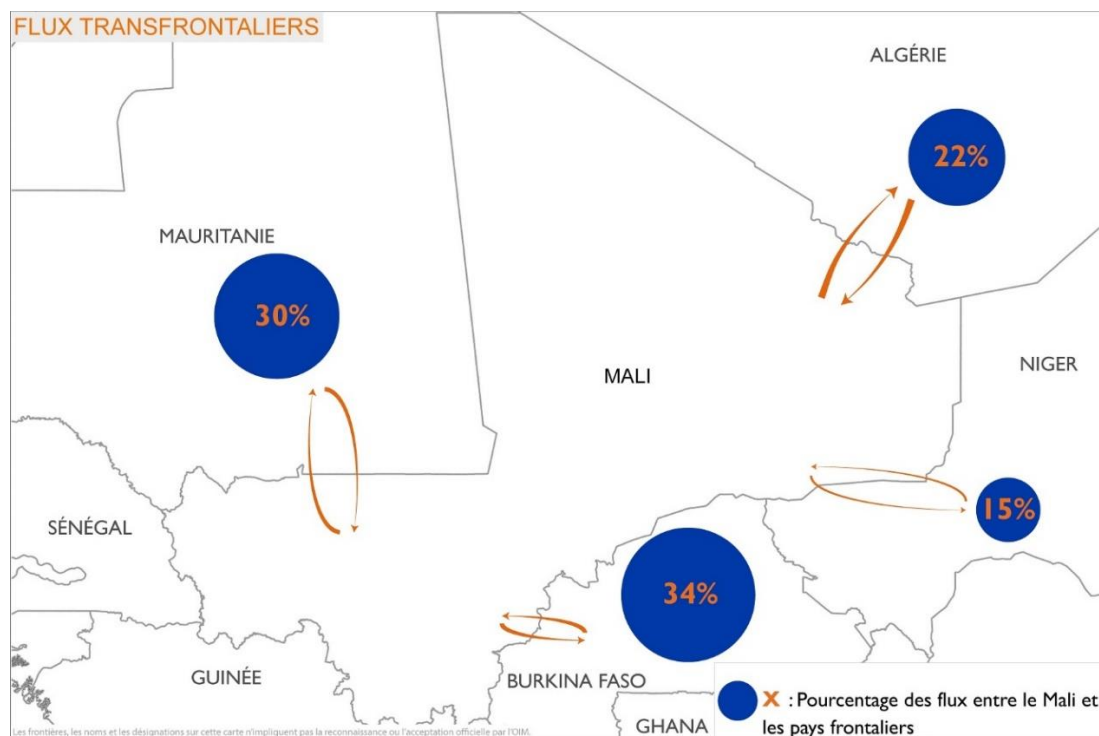 FLUX TRANSFRONTALIERS
ALGÉRIE
22%
MAURITANIE
30%
MALI
NIGER
15%
SÉNÉGAL
34%
GUINÉE
BURKINA FASO
GHANA
X : Pourcentage des flux entre le Mali et
les pays frontaliers
Les frontières, les noms et les désignations sur cette carte n'impliquent pas la reconnaissance ou l'acceptation officielle par l'OIM.